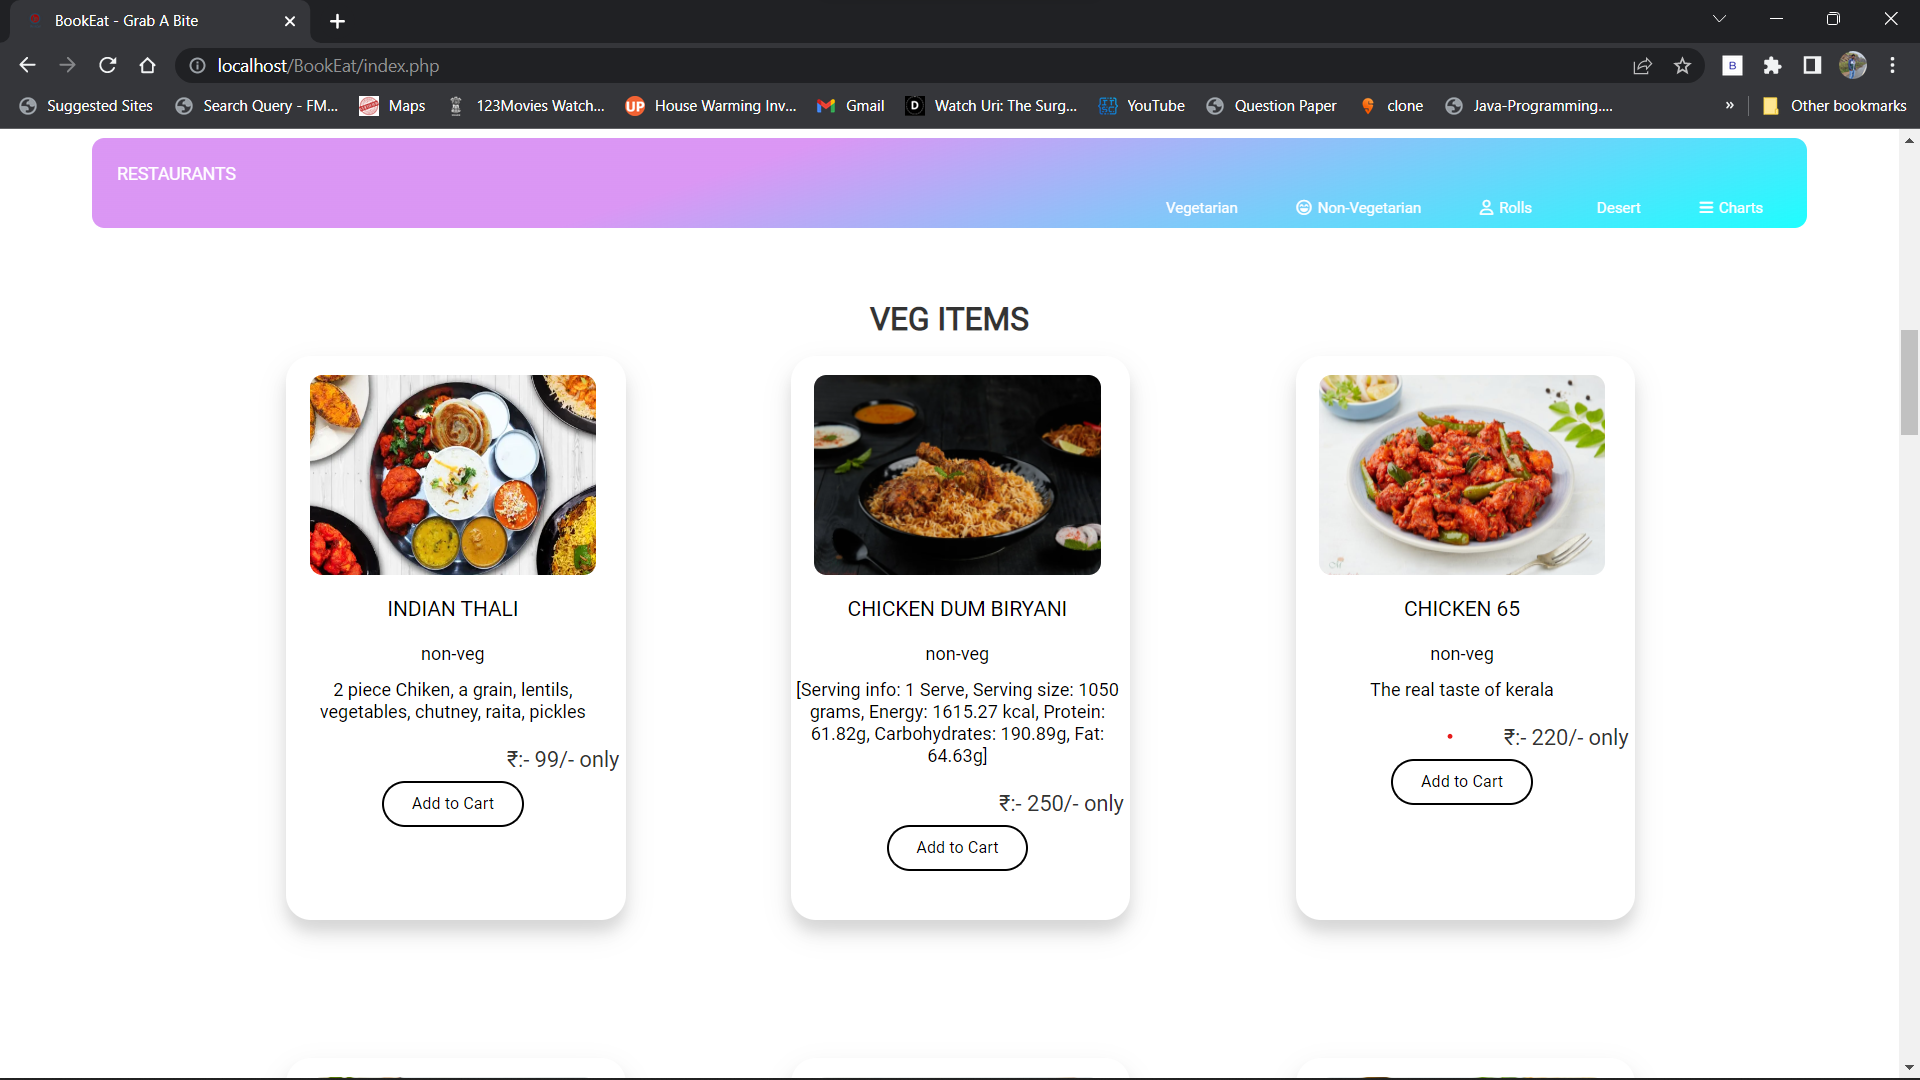 BookEat - Grab A Bite
localhost/BookEat/index.php
B
Suggested Sites
Search Query - FM...
Maps
123Movies Watch...
UP
House Warming Inv...
Gmail
D
Watch Uri: The Surg...
YouTube
Question Paper
clone
Java-Programming....
»
Other bookmarks
RESTAURANTS
Vegetarian
Non-Vegetarian
Rolls
Desert
Charts
VEG ITEMS
INDIAN THALI
non-veg
2 piece Chiken, a grain, lentils,
vegetables, chutney, raita, pickles
₹:- 99/- only
Add to Cart
CHICKEN DUM BIRYANI
non-veg
[Serving info: 1 Serve, Serving size: 1050
grams, Energy: 1615.27 kcal, Protein:
61.82g, Carbohydrates: 190.89g, Fat:
64.63g]
₹:- 250/- only
Add to Cart
CHICKEN 65
non-veg
The real taste of kerala
₹:- 220/- only
Add to Cart